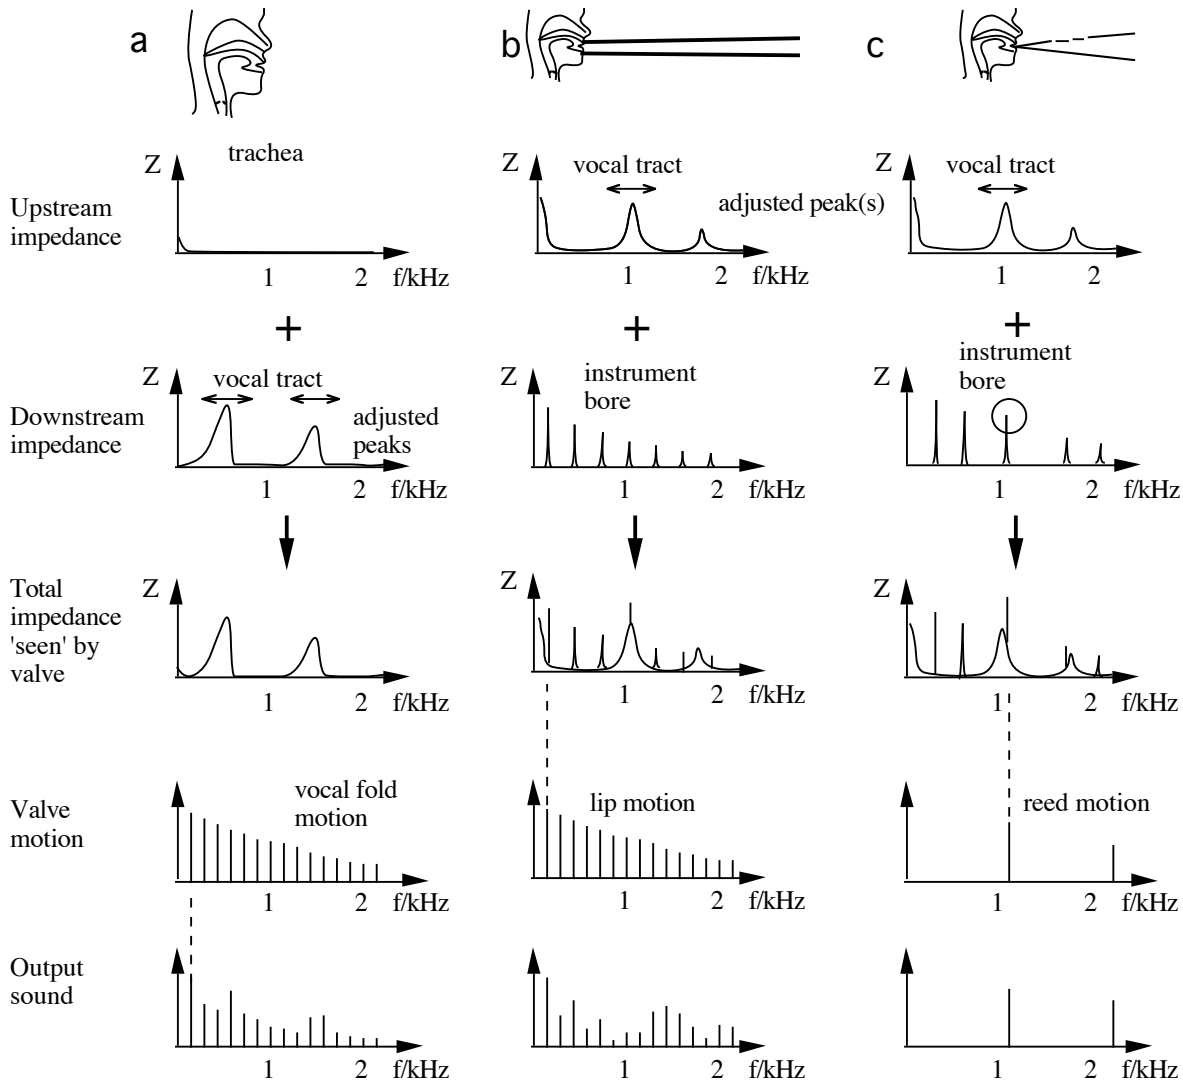 a
b
c
trachea
Z
Z
vocal tract
adjusted peak(s)
Z
vocal tract
Upstream
impedance
1 2 f/kHz
1 2 f/kHz
1 2
+
+
+
Z
vocal tract
adjusted
peaks
Z
instrument
bore
Z
instrument
bore
Downstream
impedance
1 2 f/kHz
1 2 f/kHz
1 2 f/kHz
Total
impedance
'seen' by
valve
Z
Z
Z
1 2 f/kHz
1 2 f/kHz
1 2 f/kHz
Valve
motion
vocal fold
motion
lip motion
reed motion
1 2 f/kHz
1 2 f/kHz
1 2 f/kHz
Output
sound
1 2 f/kHz
1 2 f/kHz
1 2 f/kHz